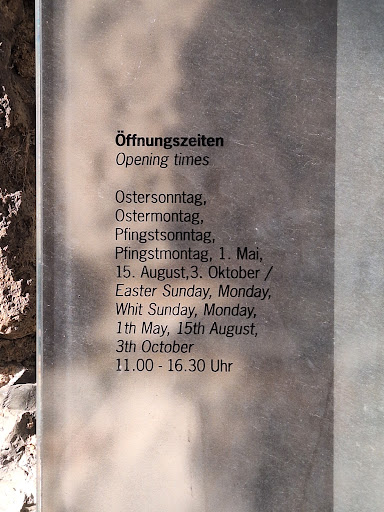 Öffnungszeiten
Opening times
Ostersonntag,
Ostermontag,
Pfingstsonntag,
Pfingstmontag, 1. Mai,
15. August,3. Oktober /
Easter Sunday, Monday,
Whit Sunday, Monday,
1th May, 15th August,
3th October
11.00 - 16.30 Uhr